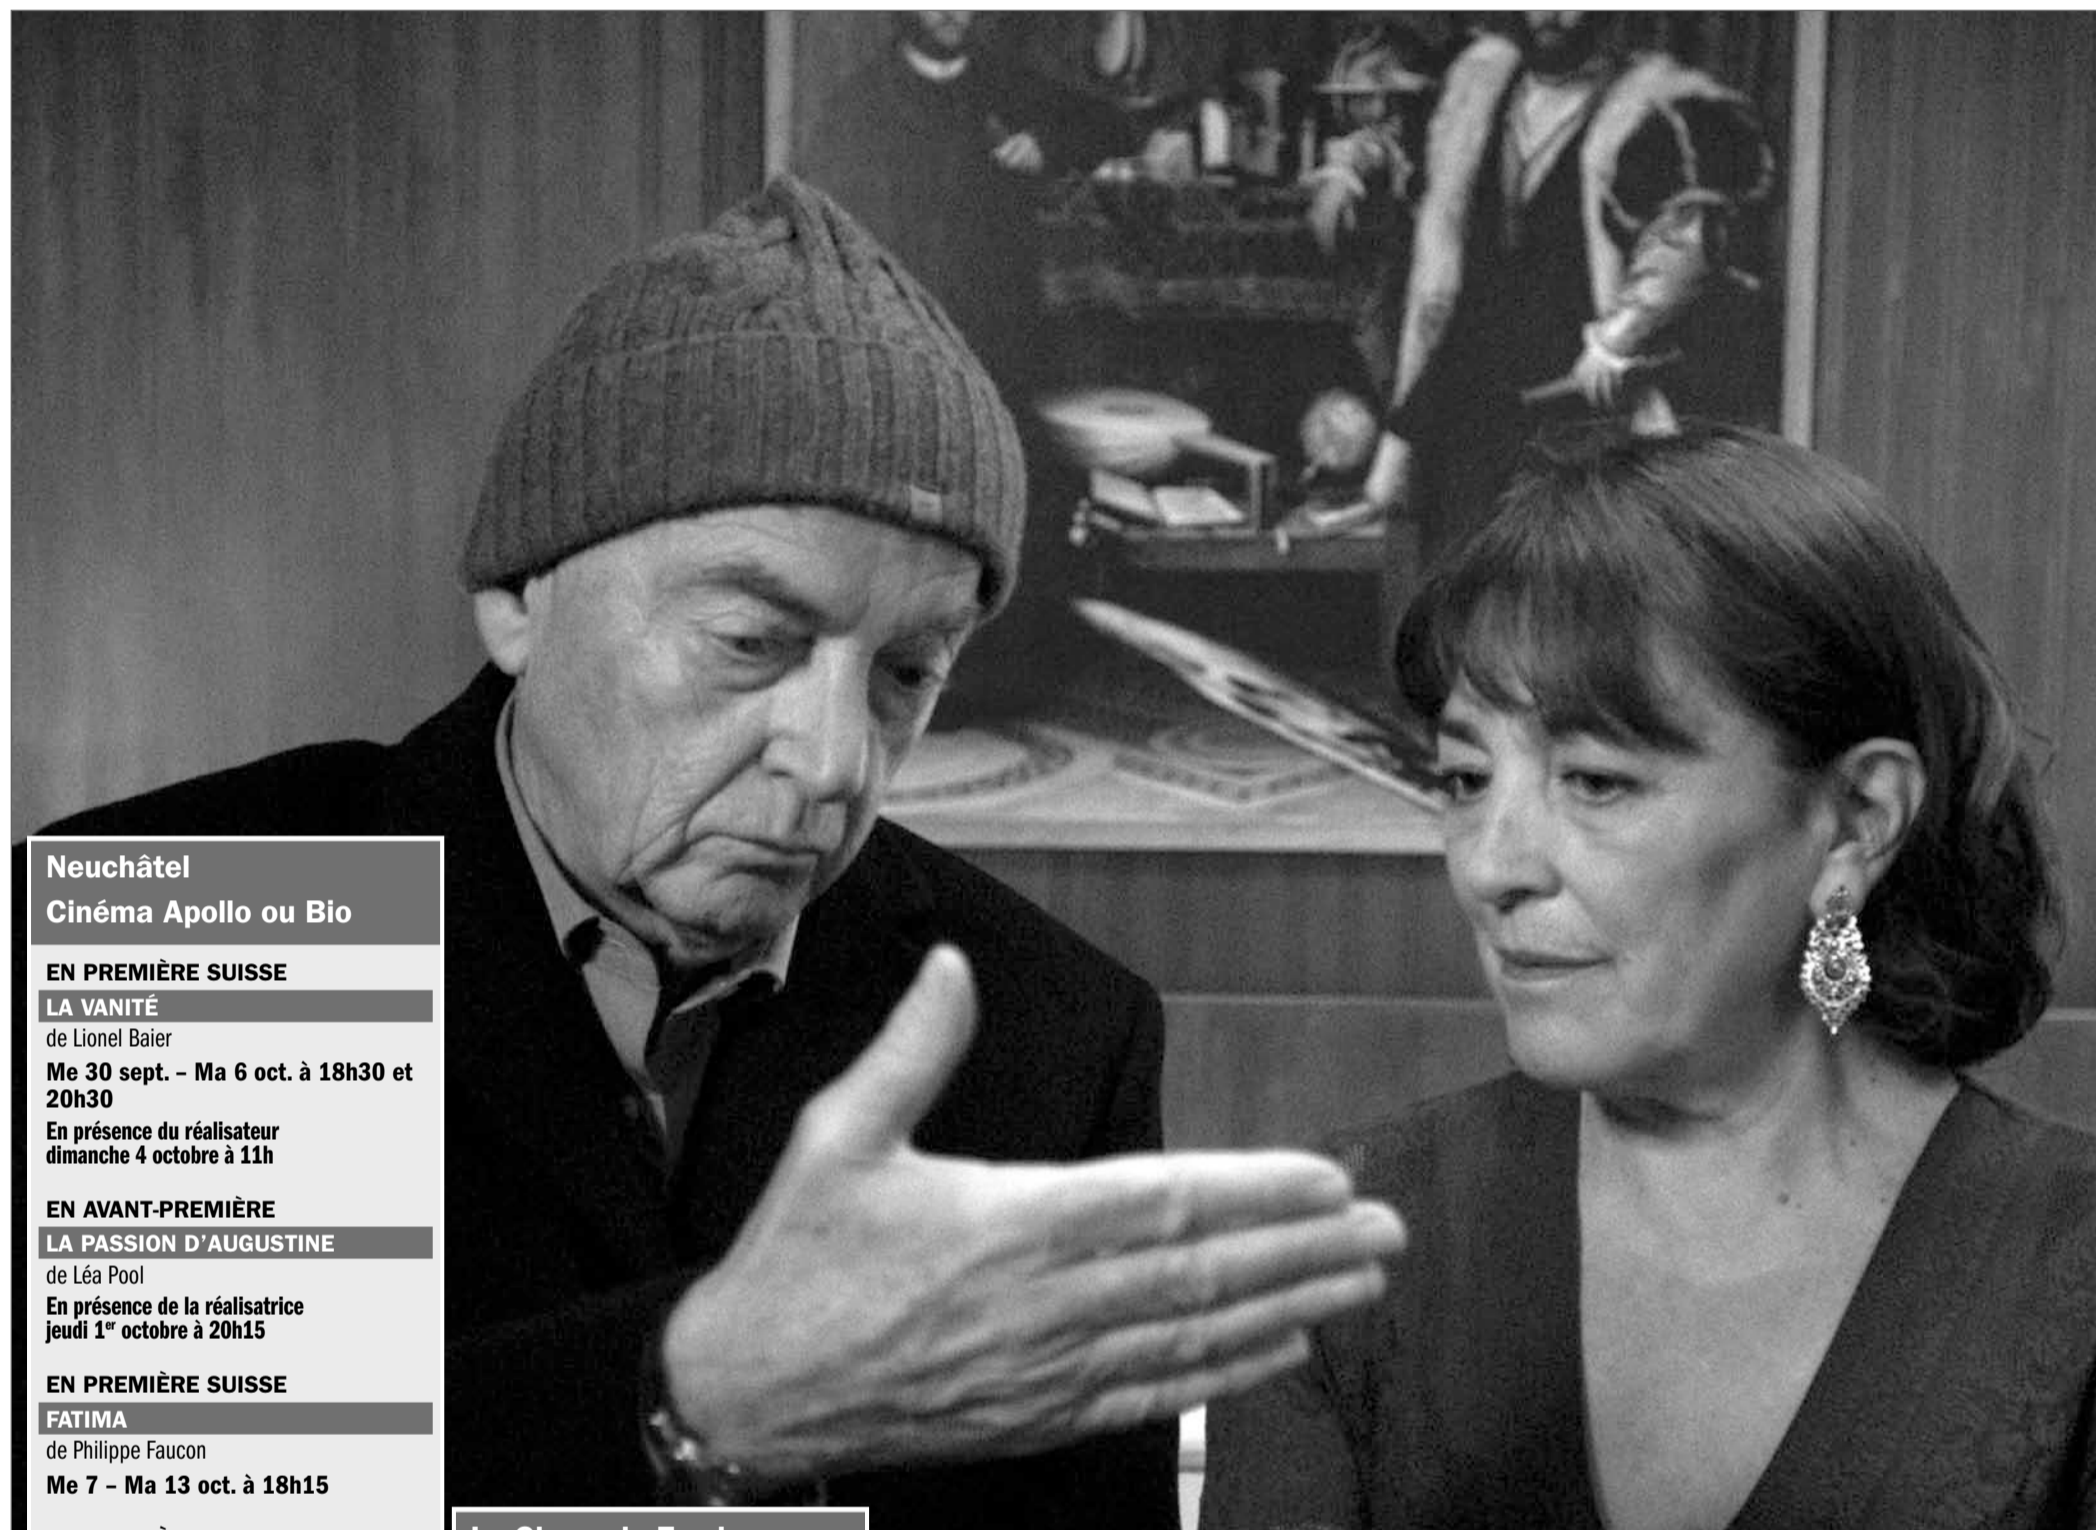 Neuchâtel
Cinéma Apollo ou Bio
EN PREMIÈRE SUISSE
LA VANITÉ
de Lionel Baier
Me 30 sept. – Ma 6 oct. à 18h30 et
20h30
En présence du réalisateur
dimanche 4 octobre à 11h
EN AVANT-PREMIÈRE
LA PASSION D'AUGUSTINE
de Léa Pool
En présence de la réalisatrice
jeudi 1er octobre à 20h15
EN PREMIÈRE SUISSE
FATIMA
de Philippe Faucon
Me 7 – Ma 13 oct. à 18h15